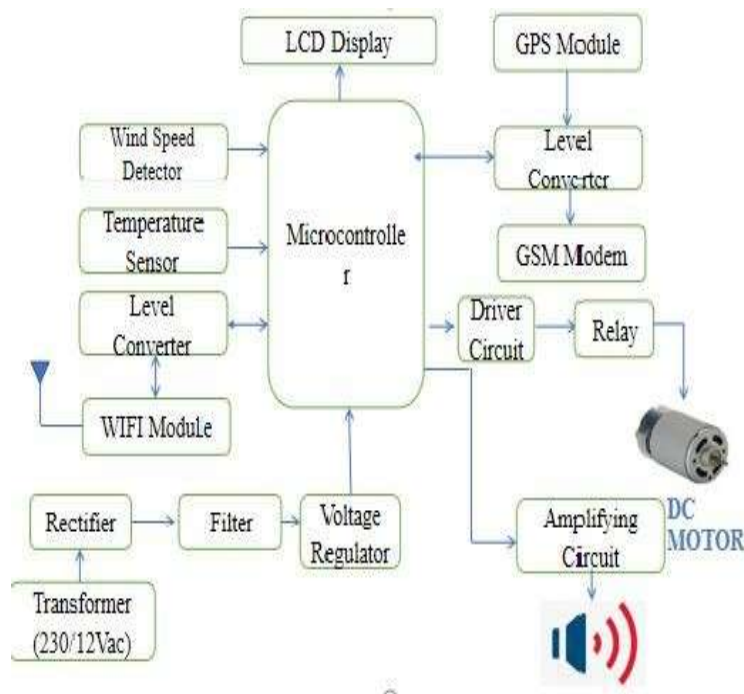 LCD Display
GPS Module
Wind Speed
Detector
Level
Converter
Temperature
Sensor
Microcontrolle
r
GSM Modem
Level
Converter
Driver
Circuit
Relay
WIFI Module
Rectifier
Filter
Voltage
Regulator
Amplifying
Circuit
DC
MOTOR
Transformer
(230/12Vac)